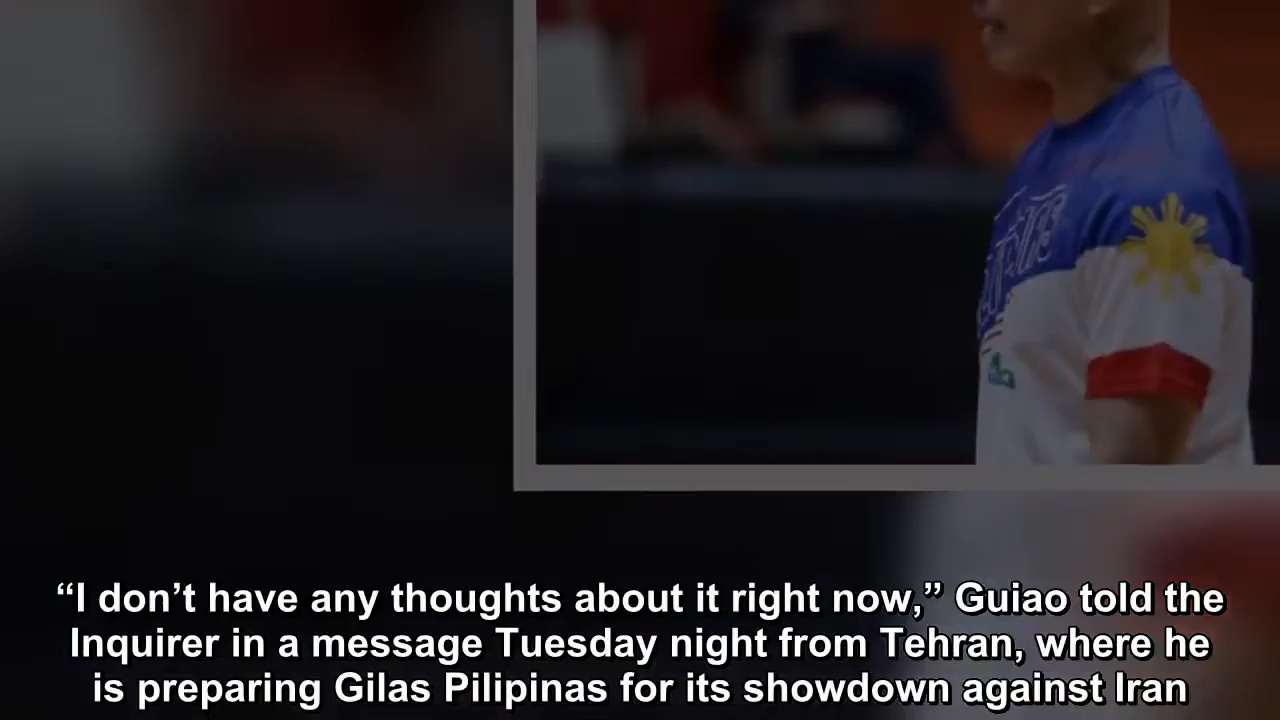 “I don’t have any thoughts about it right now,” Guiao told the
Inquirer in a message Tuesday night from Tehran, where he
is preparing Gilas Pilipinas for its showdown against Iran